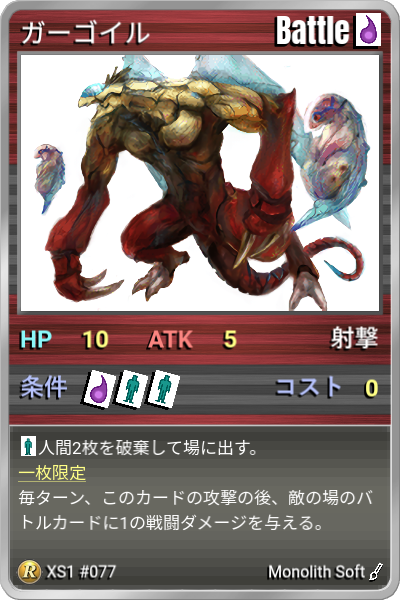 ガーゴイル Battle
HP 10 ATK 5 射撃
条件 コスト 0
人間2枚を破棄して場に出す。
一枚限定
毎ターン、このカードの攻撃の後、敵の場のバ
トルカードに1の戦闘ダメージを与える。
R XS1 #077 Monolith Soft